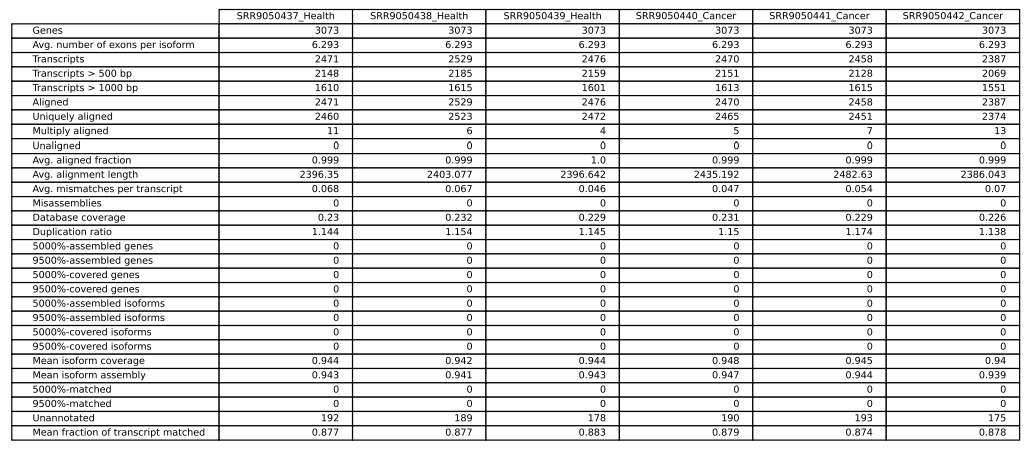 SRR9050437_Health SRR9050438_Health SRR9050439_Health SRR9050440_Cancer SRR9050441_Cancer SRR9050442_Cancer
Genes 3073 3073 3073 3073 3073 3073
Avg. number of exons per isoform 6.293 6.293 6.293 6.293 6.293 6.293
Transcripts 2471 2529 2476 2470 2458 2387
Transcripts > 500 bp 2148 2185 2159 2151 2128 2069
Transcripts > 1000 bp 1610 1615 1601 1613 1615 1551
Aligned 2471 2529 2476 2470 2458 2387
Uniquely aligned 2460 2523 2472 2465 2451 2374
Multiply aligned 11 6 4 5 7 13
Unaligned 0 0 0 0 0 0
Avg. aligned fraction 0.999 0.999 1.0 0.999 0.999 0.999
Avg. alignment length 2396.35 2403.077 2396.642 2435.192 2482.63 2386.043
Avg. mismatches per transcript 0.068 0.067 0.046 0.047 0.054 0.07
Misassemblies 0 0 0 0 0 0
Database coverage 0.23 0.232 0.229 0.231 0.229 0.226
Duplication ratio 1.144 1.154 1.145 1.15 1.174 1.138
5000%-assembled genes 0 0 0 0 0 0
9500%-assembled genes 0 0 0 0 0 0
5000%-covered genes 0 0 0 0 0 0
9500%-covered genes 0 0 0 0 0 0
5000%-assembled isoforms 0 0 0 0 0 0
9500%-assembled isoforms 0 0 0 0 0 0
5000%-covered isoforms 0 0 0 0 0 0
9500%-covered isoforms 0 0 0 0 0 0
Mean isoform coverage 0.944 0.942 0.944 0.948 0.945 0.94
Mean isoform assembly 0.943 0.941 0.943 0.947 0.944 0.939
5000%-matched 0 0 0 0 0 0
9500%-matched 0 0 0 0 0 0
Unannotated 192 189 178 190 193 175
Mean fraction of transcript matched 0.877 0.877 0.883 0.879 0.874 0.878